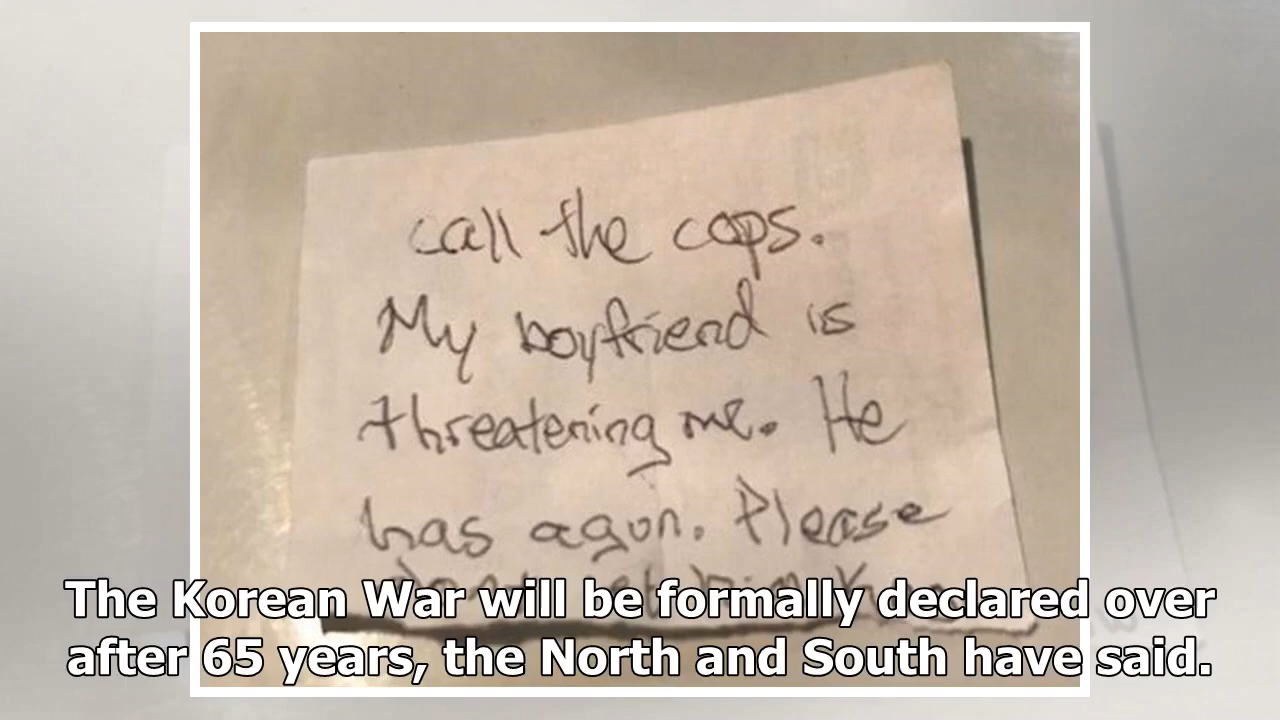 call the cops.
My boyfriend is
threatening me. He
has a gun. Please
The Korean War will be formally declared over
after 65 years, the North and South have said.